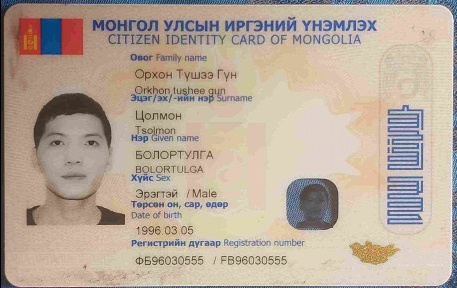 МОНГОЛ УЛСЫН ИРГЭНИЙ ҮНЭМЛЭХ
CITIZEN IDENTITY CARD OF MONGOLIA
Овог Family name
Орхон Түшээ Гүн
Orkhon tushee gun
Эцэг/эх/-ийн нэр Surname
Цолмон
Tsolmon
Нэр Given name
БОЛОРТУЛГА
BOLORTULGA
Хүйс Sex
Эрэгтэй / Male
Төрсөн он, сар, өдөр
Date of birth
1996.03.05
Регистрийн дугаар Registration number
ФБ96030555 / FB96030555